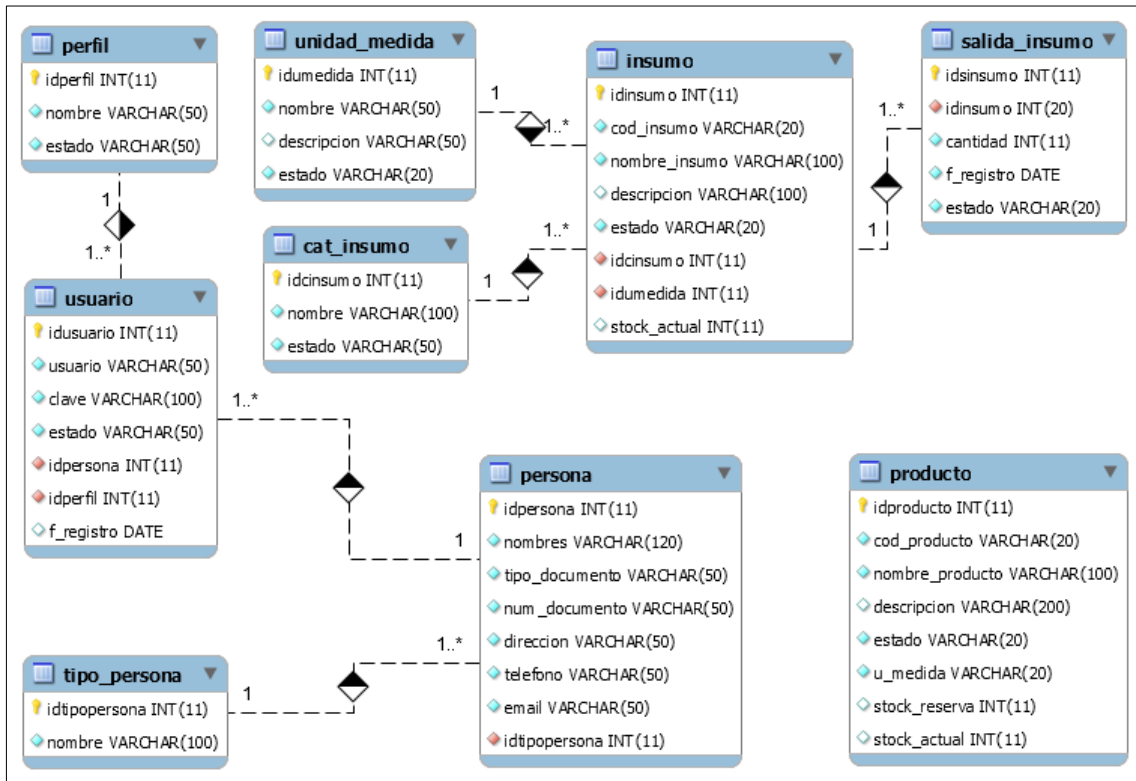 perfil
idperfil INT(11)
nombre VARCHAR(50)
estado VARCHAR(50)
unidad_medida
idumedida INT(11)
nombre VARCHAR(50)
descripcion VARCHAR(50)
estado VARCHAR(20)
insumo
idinsumo INT(11)
cod_insumo VARCHAR(20)
nombre_insumo VARCHAR(100)
descripcion VARCHAR(100)
estado VARCHAR(20)
idcinsumo INT(11)
idumedida INT(11)
stock_actual INT(11)
salida_insumo
idsinsumo INT(11)
idinsumo INT(20)
cantidad INT(11)
f_registro DATE
estado VARCHAR(20)
1
1..*
1..*
1
1
1..*
cat_insumo
idcinsumo INT(11)
nombre VARCHAR(100)
estado VARCHAR(50)
1
1..*
usuario
idusuario INT(11)
usuario VARCHAR(50)
clave VARCHAR(100)
estado VARCHAR(50)
idpersona INT(11)
idperfil INT(11)
f_registro DATE
1..*
1
persona
idpersona INT(11)
nombres VARCHAR(120)
tipo_documento VARCHAR(50)
num_documento VARCHAR(50)
direccion VARCHAR(50)
telefono VARCHAR(50)
email VARCHAR(50)
idtipopersona INT(11)
producto
idproducto INT(11)
cod_producto VARCHAR(20)
nombre_producto VARCHAR(100)
descripcion VARCHAR(200)
estado VARCHAR(20)
u_medida VARCHAR(20)
stock_reserva INT(11)
stock_actual INT(11)
tipo_persona
idtipopersona INT(11)
nombre VARCHAR(100)
1
1..*